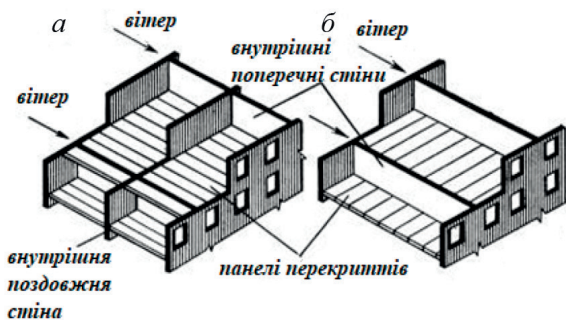 а
вітер
б
вітер
внутрішні
поперечні стіни
вітер
внутрішня
поздовжня
стіна
панелі перекриттів